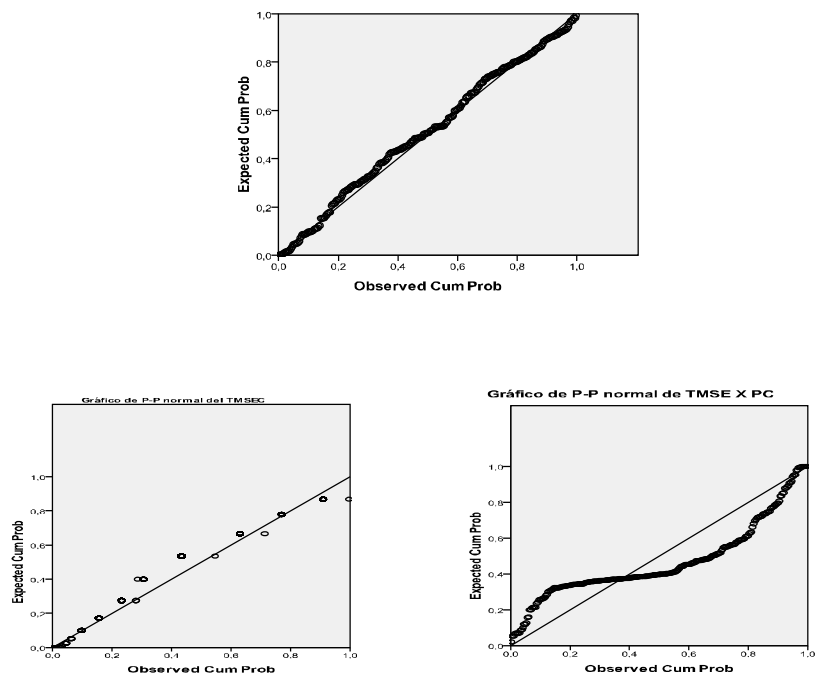 1,0
0,8
0,6
0,4
0,2
0,0
Expected Cum Prob
0,0 0,2 0,4 0,6 0,8 1,0
Observed Cum Prob
Gráfico de P-P normal del TMSEC
1,0
0,8
0,6
0,4
0,2
0,0
Expected Cum Prob
0.0 0.2 0.4 0.6 0.8 1.0
Observed Cum Prob
Gráfico de P-P normal de TMSE X PC
1,0
0,8
0,6
0,4
0,2
0,0
Expected Cum Prob
0.0 0.2 0.4 0.6 0.8 1.0
Observed Cum Prob